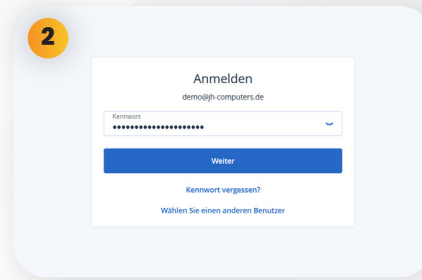 2
Anmelden
demo@jh-computers.de
Kennwort
•••••••••••••••••••••
Weiter
Kennwort vergessen?
Wählen Sie einen anderen Benutzer